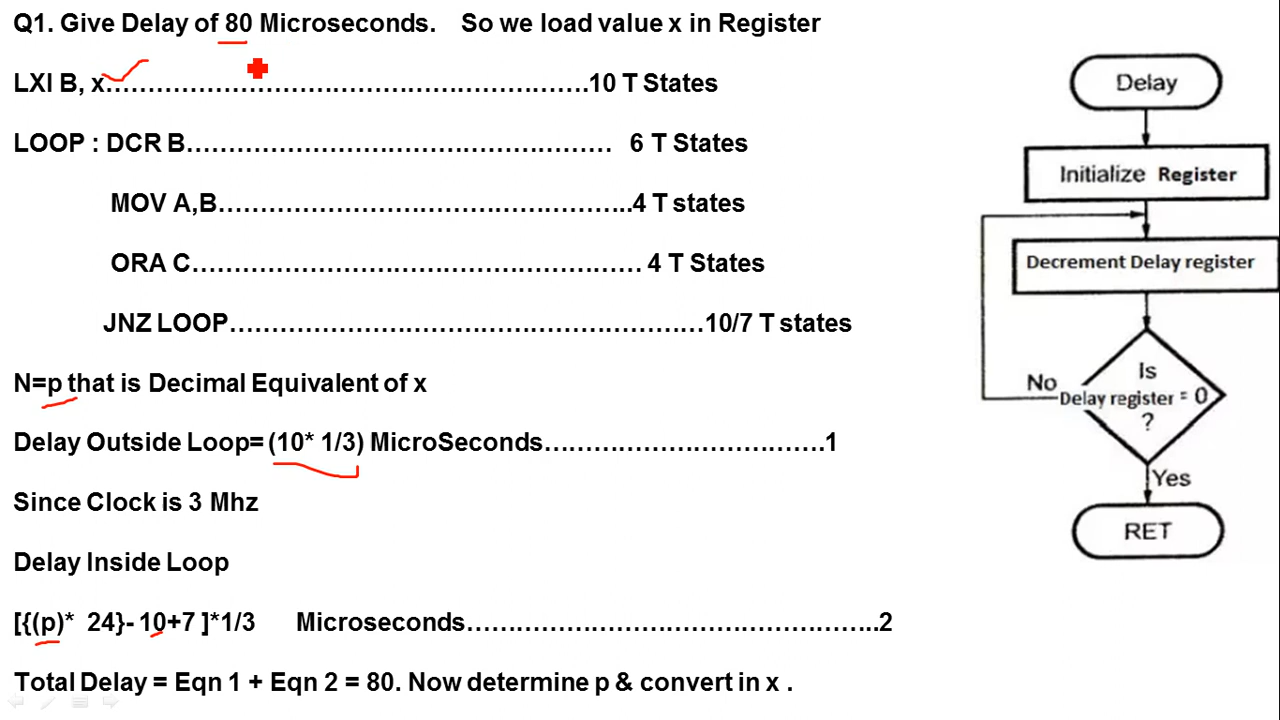 Q1. Give Delay of 80 Microseconds. So we load value x in Register
LXI B, x……………………………………………………….10 T States
LOOP : DCR B…………………………………………… 6 T States
MOV A,B…………………………………………..4 T states
ORA C……………………………………………… 4 T States
JNZ LOOP…………………………………………………10/7 T states
N=p that is Decimal Equivalent of x
Delay Outside Loop= (10* 1/3) MicroSeconds…………………………….1
Since Clock is 3 Mhz
Delay Inside Loop
[{(p)* 24}- 10+7 ]*1/3 Microseconds…………………………………………..2
Total Delay = Eqn 1 + Eqn 2 = 80. Now determine p & convert in x .
Delay
Initialize Register
Decrement Delay register
Is
No
Delay register = 0
?
Yes
RET